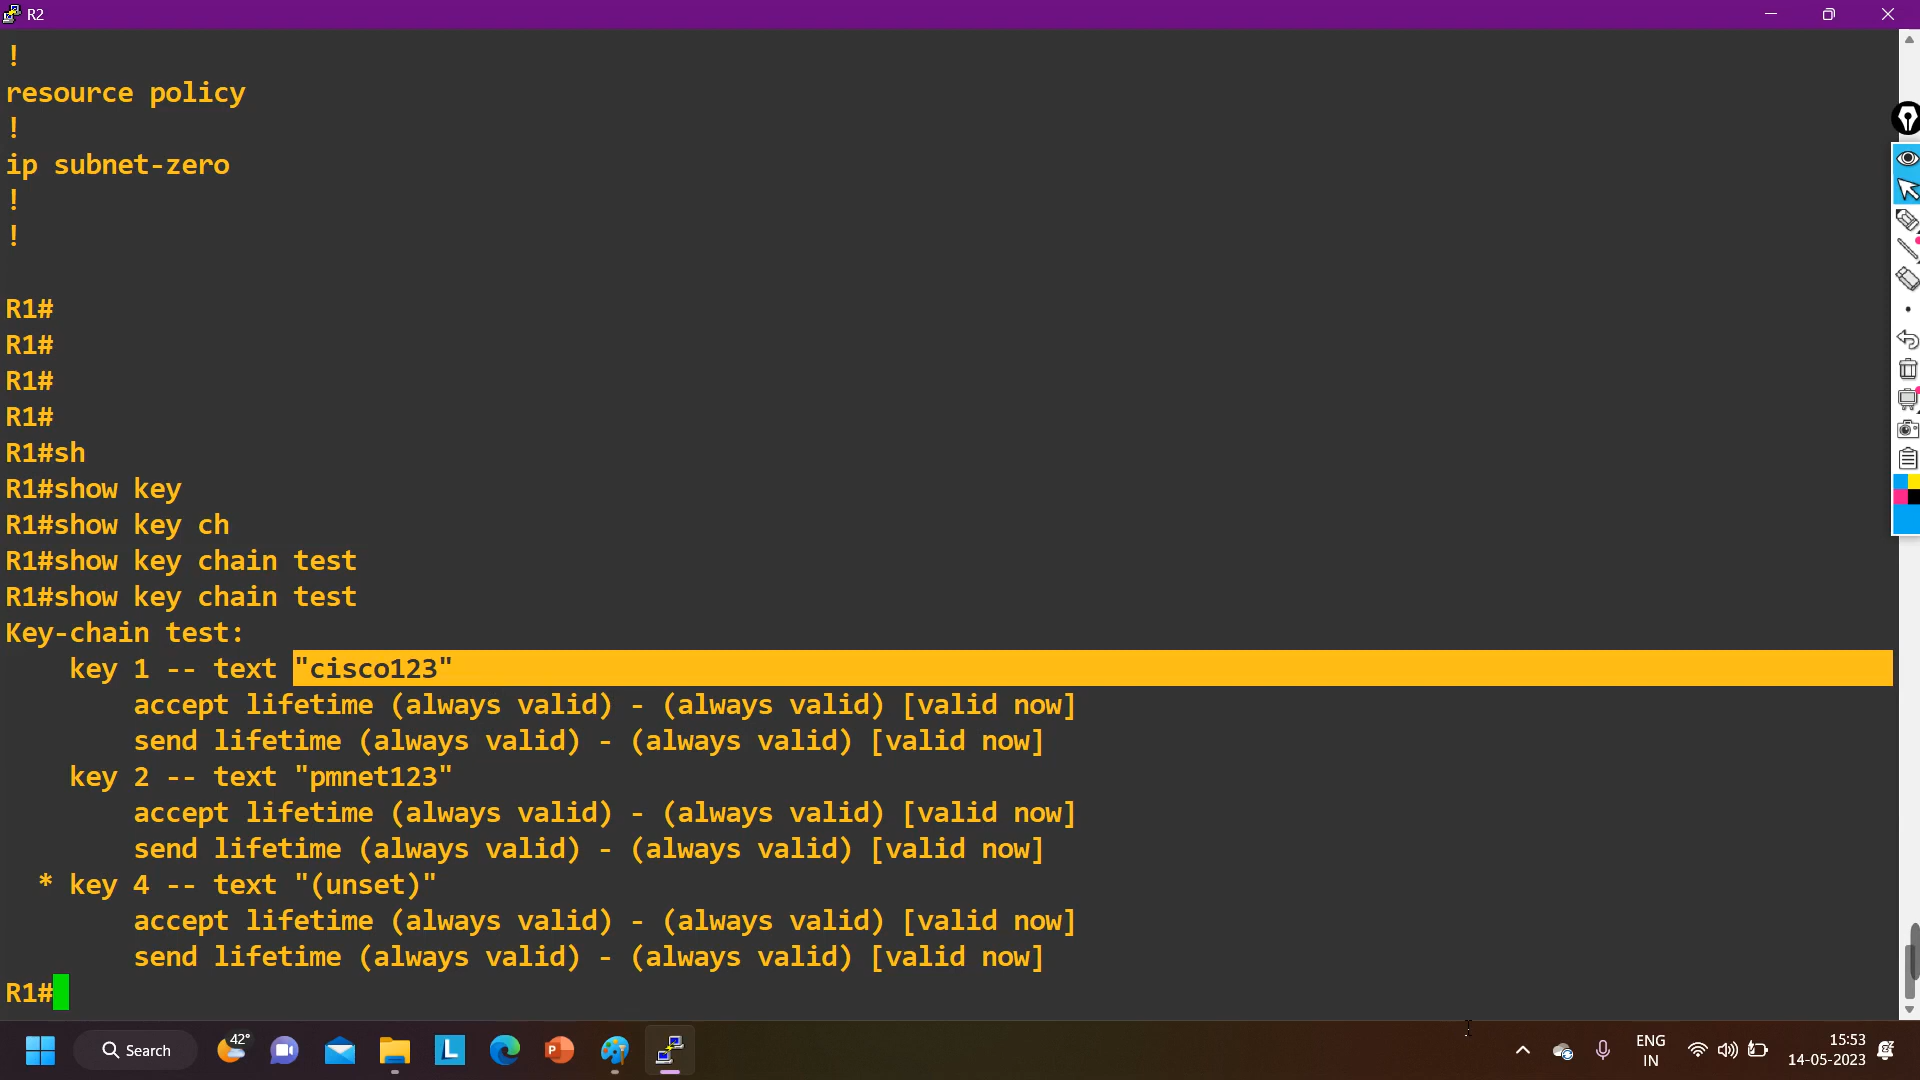 R2
!
resource policy
!
ip subnet-zero
!
!
R1#
R1#
R1#
R1#
R1#sh
R1#show key
R1#show key ch
R1#show key chain test
R1#show key chain test
Key-chain test:
key 1 -- text "cisco123"
accept lifetime (always valid) - (always valid) [valid now]
send lifetime (always valid) - (always valid) [valid now]
key 2 -- text "pmnet123"
accept lifetime (always valid) - (always valid) [valid now]
send lifetime (always valid) - (always valid) [valid now]
* key 4 -- text "(unset)"
accept lifetime (always valid) - (always valid) [valid now]
send lifetime (always valid) - (always valid) [valid now]
R1#
Search
42°
L
P
ENG
IN
15:53
14-05-2023